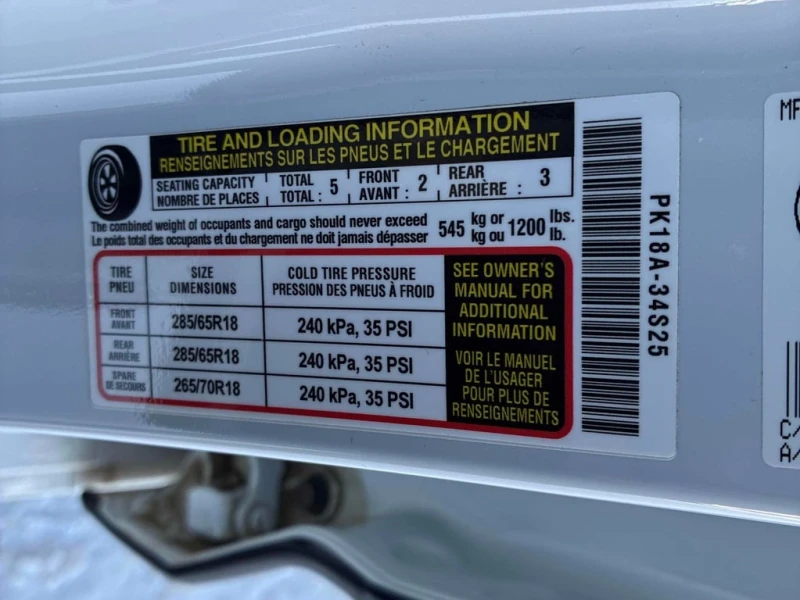 TIRE AND LOADING INFORMATION
RENSEIGNEMENTS SUR LES PNEUS ET LE CHARGEMENT
SEATING CAPACITY TOTAL FRONT REAR
NOMBRE DE PLACES TOTAL : 5 AVANT : 2 ARRIÈRE : 3
The combined weight of occupants and cargo should never exceed 545 kg or 1200 lbs.
Le poids total des occupants et du chargement ne doit jamais dépasser kg ou lb.
TIRE SIZE COLD TIRE PRESSURE
PNEU DIMENSIONS PRESSION DES PNEUS À FROID
FRONT
AVANT 285/65R18 240 kPa, 35 PSI
REAR
ARRIÈRE 285/65R18 240 kPa, 35 PSI
SPARE
DE SECOURS 265/70R18 240 kPa, 35 PSI
SEE OWNER'S
MANUAL FOR
ADDITIONAL
INFORMATION
VOIR LE MANUEL
DE L'USAGER
POUR PLUS DE
RENSEIGNEMENTS
PK18A-34S25
MF
C/
A/